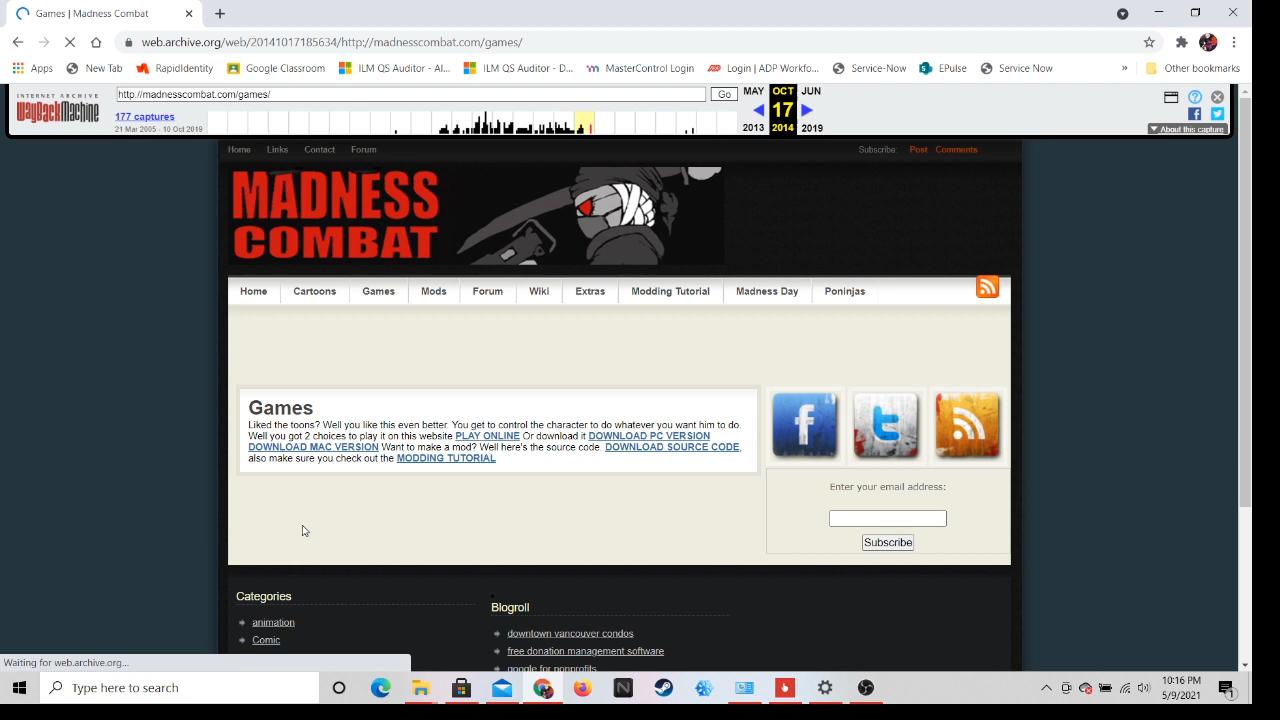 Games | Madness Combat
web.archive.org/web/20141017185634/http://madnesscombat.com/games/
Apps New Tab RapidIdentity Google Classroom ILM QS Auditor - Al... ILM QS Auditor - D... MasterControl Login Login | ADP Workfo... Service-Now EPulse Service Now » Other bookmarks
INTERNET ARCHIVE
WayBackMachine
http://madnesscombat.com/games/ Go
177 captures
21 Mar 2005 - 10 Oct 2019
MAY OCT JUN
17
2013 2014 2019
About this capture
Home Links Contact Forum Subscribe: Post Comments
MADNESS
COMBAT
Home Cartoons Games Mods Forum Wiki Extras Modding Tutorial Madness Day Poninjas
Games
Liked the toons? Well you like this even better. You get to control the character to do whatever you want him to do.
Well you got 2 choices to play it on this website PLAY ONLINE Or download it DOWNLOAD PC VERSION
DOWNLOAD MAC VERSION Want to make a mod? Well here's the source code. DOWNLOAD SOURCE CODE,
also make sure you check out the MODDING TUTORIAL
Enter your email address:
Subscribe
Categories
animation
Comic
Blogroll
downtown vancouver condos
free donation management software
google for nonprofits
Waiting for web.archive.org...
Type here to search
10:16 PM
5/9/2021